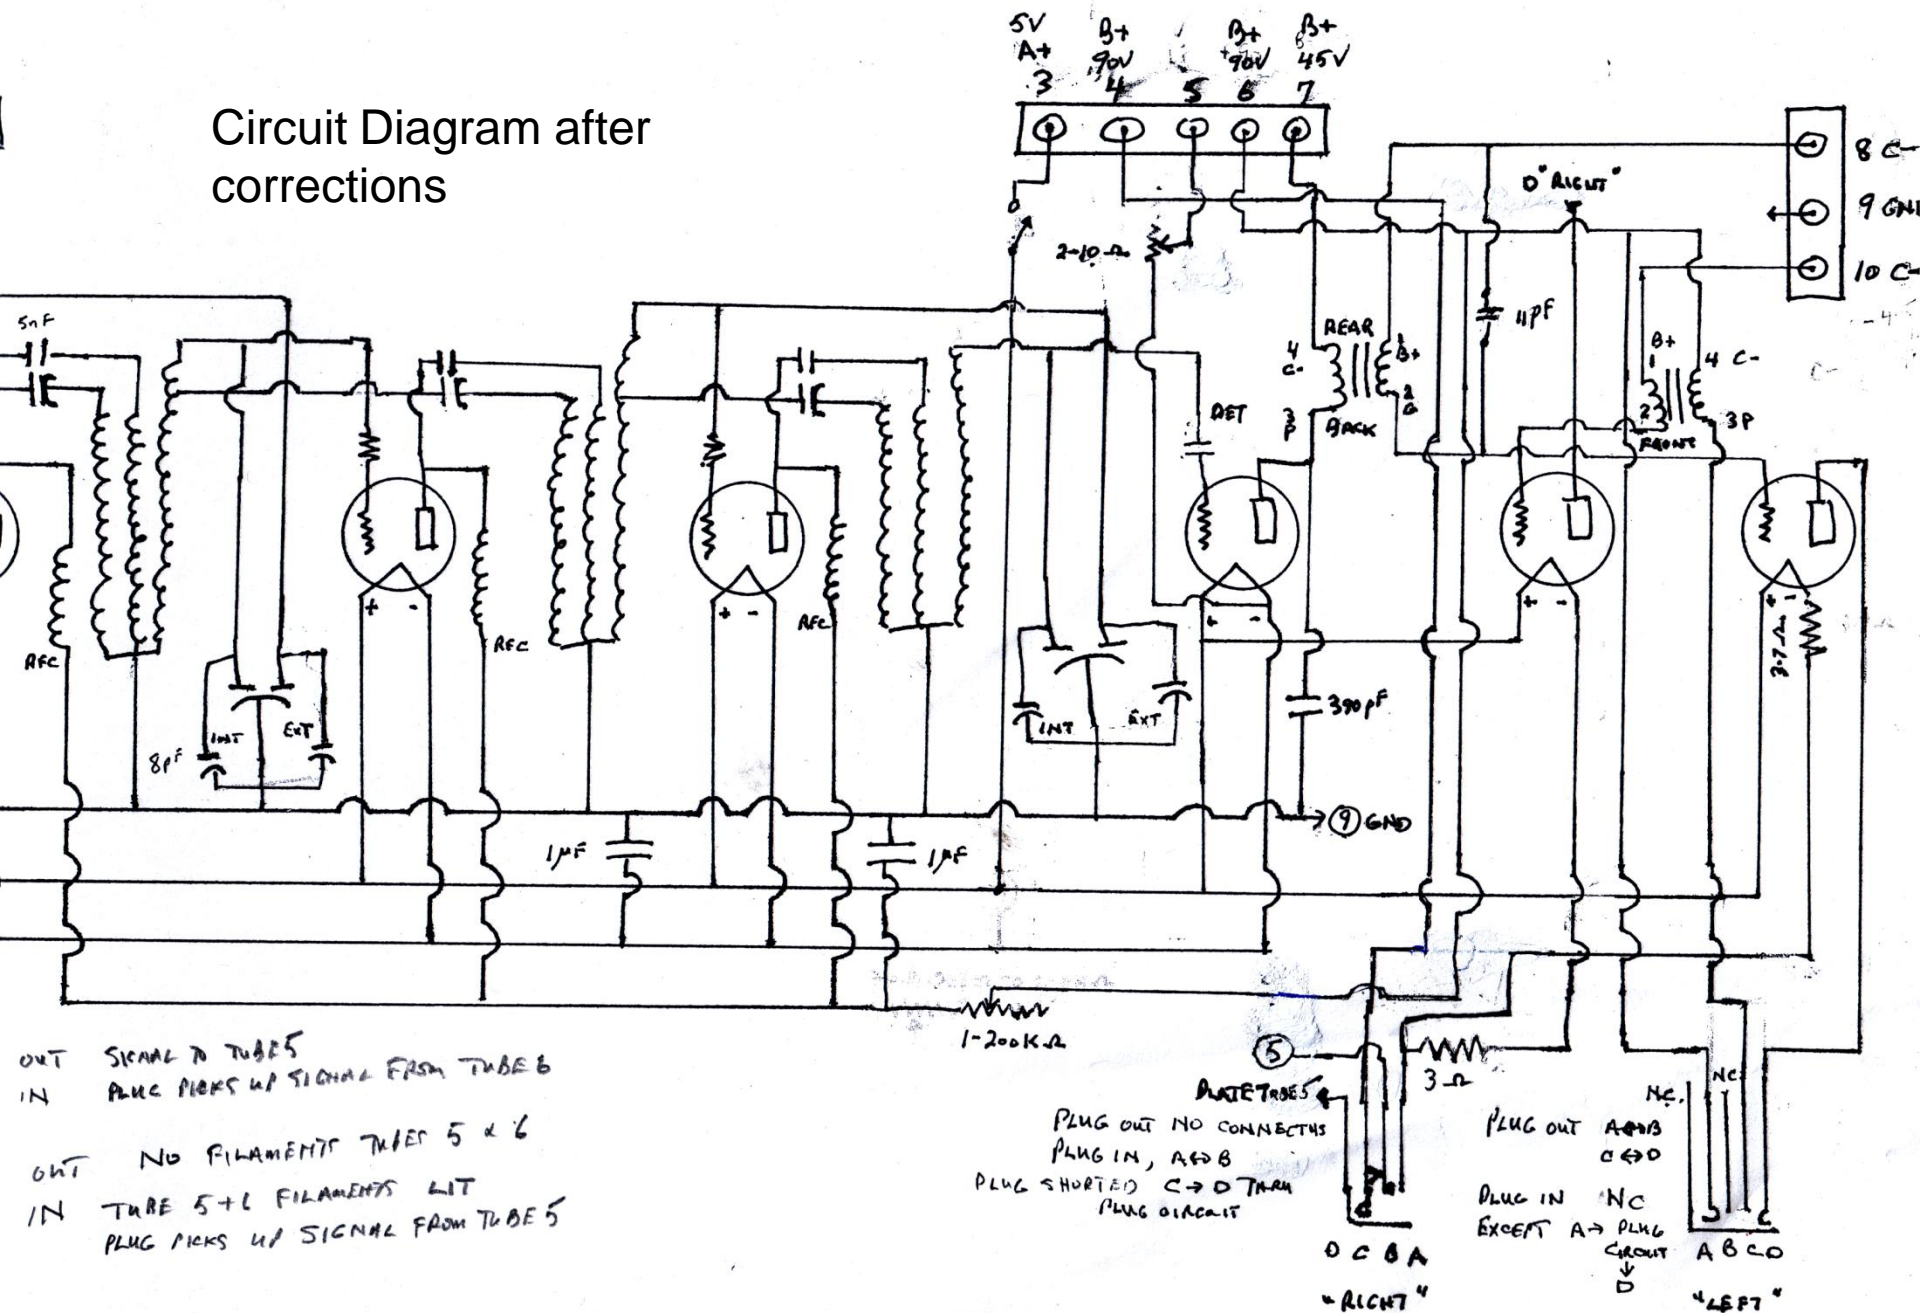 Circuit Diagram after
corrections
5V
A+
3
B+
90V
4
5
B+
+90V
6
B+
45V
7
8 C-
9 GND
10 C-
D "RIGHT"
2-10 Ω
5nF
11pF
REAR
4
C-
3
P
BACK
1
B+
2
G
B+
1
4 C-
2
3P
FRONT
DET
+ -
+ -
+ -
+ -
+ -
3.7 Ω
RFC
RFC
RFC
INT
EXT
8pF
INT
EXT
390pF
9 GND
1µF
1µF
1-200KΩ
OUT SIGNAL TO TUBE 5
IN PLUG PICKS UP SIGNAL FROM TUBE 6
OUT NO FILAMENTS TUBES 5 & 6
IN TUBE 5+6 FILAMENTS LIT
PLUG PICKS UP SIGNAL FROM TUBE 5
5
3 Ω
PLATE TUBE 5
PLUG OUT NO CONNECTNS
PLUG IN, A↔B
PLUG SHORTED C→D THRU
PLUG CIRCUIT
D C B A
"RIGHT"
N.C.
NC
PLUG OUT A↔B
C↔D
PLUG IN NC
EXCEPT A→ PLUG
CIRCUIT
↓
D
A B C D
"LEFT"